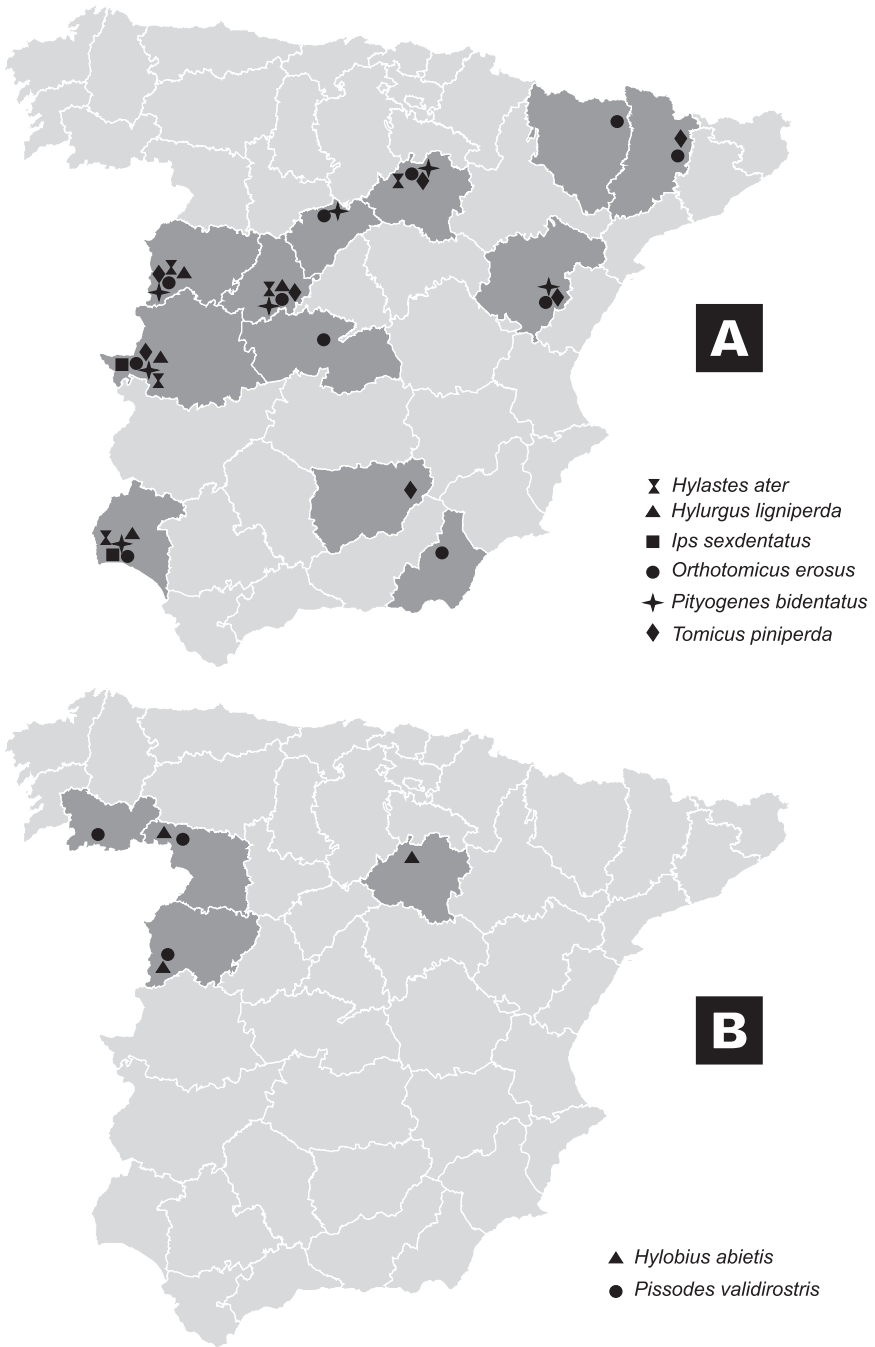 A
Hylastes ater
Hylurgus ligniperda
Ips sexdentatus
Orthotomicus erosus
Pityogenes bidentatus
Tomicus piniperda
B
Hylobius abietis
Pissodes validirostris